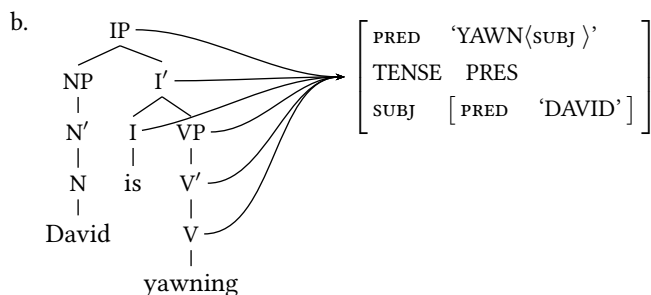 b.
IP
NP I′
N′ I VP
N is V′
David V
yawning
PRED ‘YAWN⟨SUBJ⟩’
TENSE PRES
SUBJ [PRED ‘DAVID’]